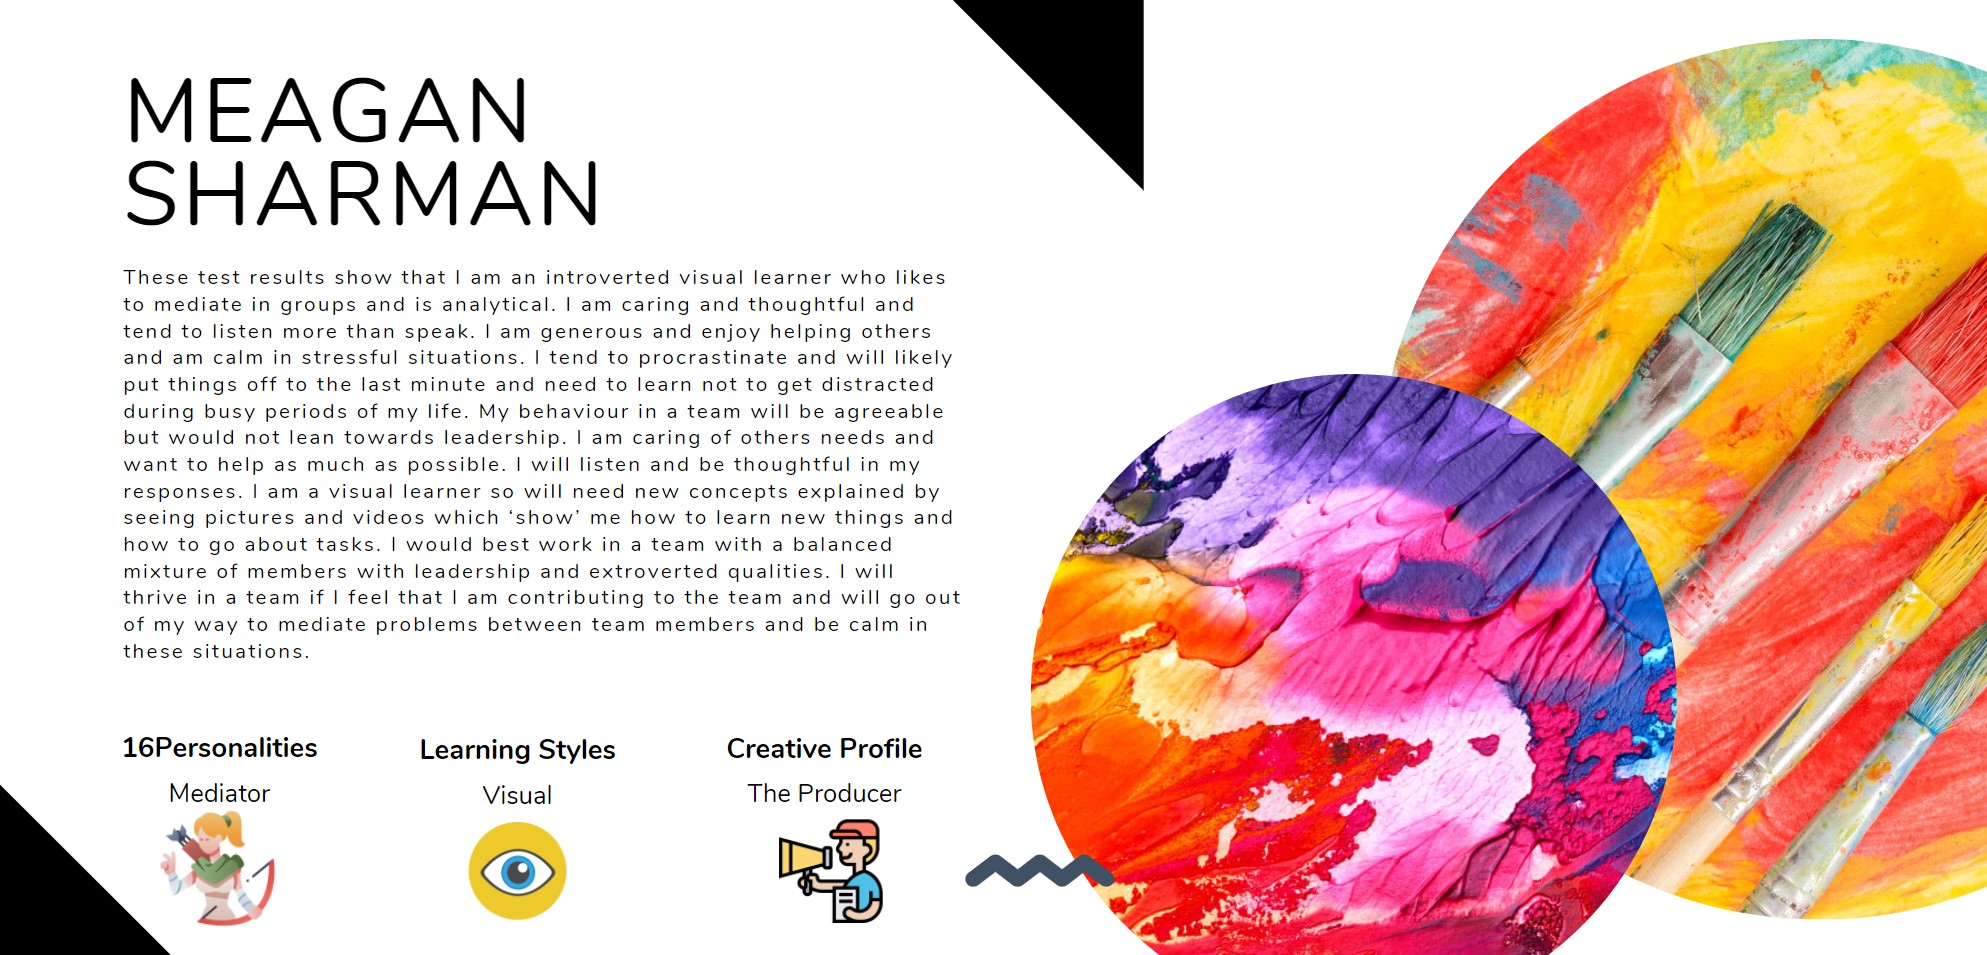 MEAGAN
SHARMAN
These test results show that I am an introverted visual learner who likes
to mediate in groups and is analytical. I am caring and thoughtful and
tend to listen more than speak. I am generous and enjoy helping others
and am calm in stressful situations. I tend to procrastinate and will likely
put things off to the last minute and need to learn not to get distracted
during busy periods of my life. My behaviour in a team will be agreeable
but would not lean towards leadership. I am caring of others needs and
want to help as much as possible. I will listen and be thoughtful in my
responses. I am a visual learner so will need new concepts explained by
seeing pictures and videos which ‘show’ me how to learn new things and
how to go about tasks. I would best work in a team with a balanced
mixture of members with leadership and extroverted qualities. I will
thrive in a team if I feel that I am contributing to the team and will go out
of my way to mediate problems between team members and be calm in
these situations.
16Personalities
Mediator
Learning Styles
Visual
Creative Profile
The Producer